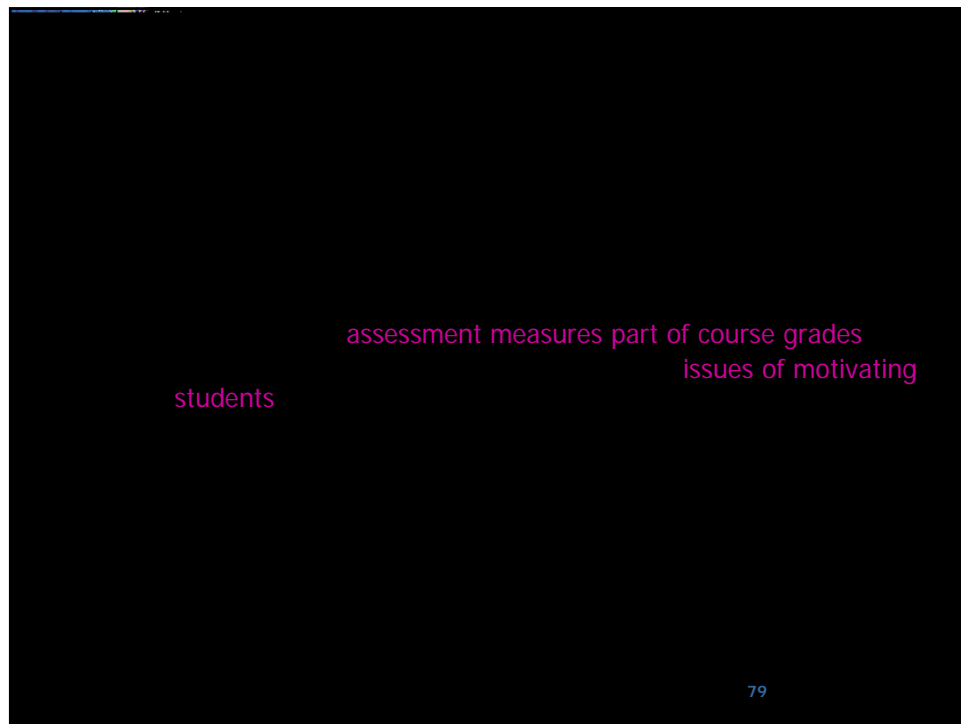 assessment measures part of course grades
issues of motivating
students
79